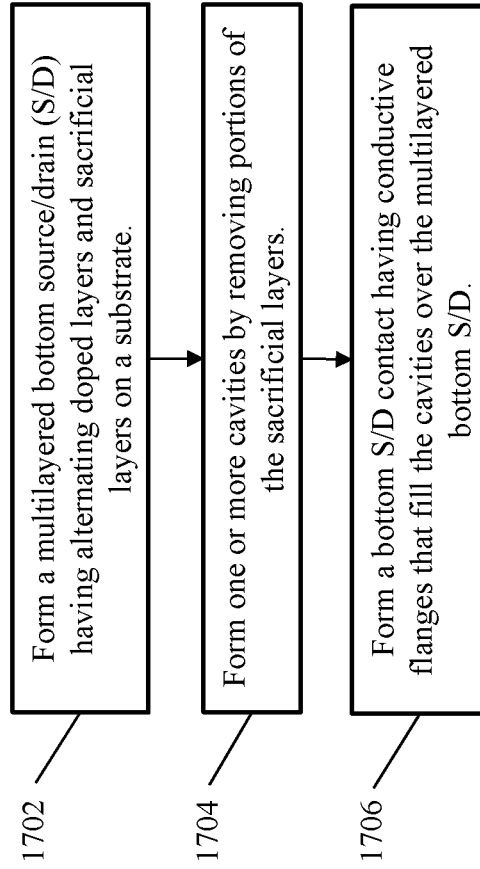 1702
Form a multilayered bottom source/drain (S/D)
having alternating doped layers and sacrificial
layers on a substrate.
1704
Form one or more cavities by removing portions of
the sacrificial layers.
1706
Form a bottom S/D contact having conductive
flanges that fill the cavities over the multilayered
bottom S/D.